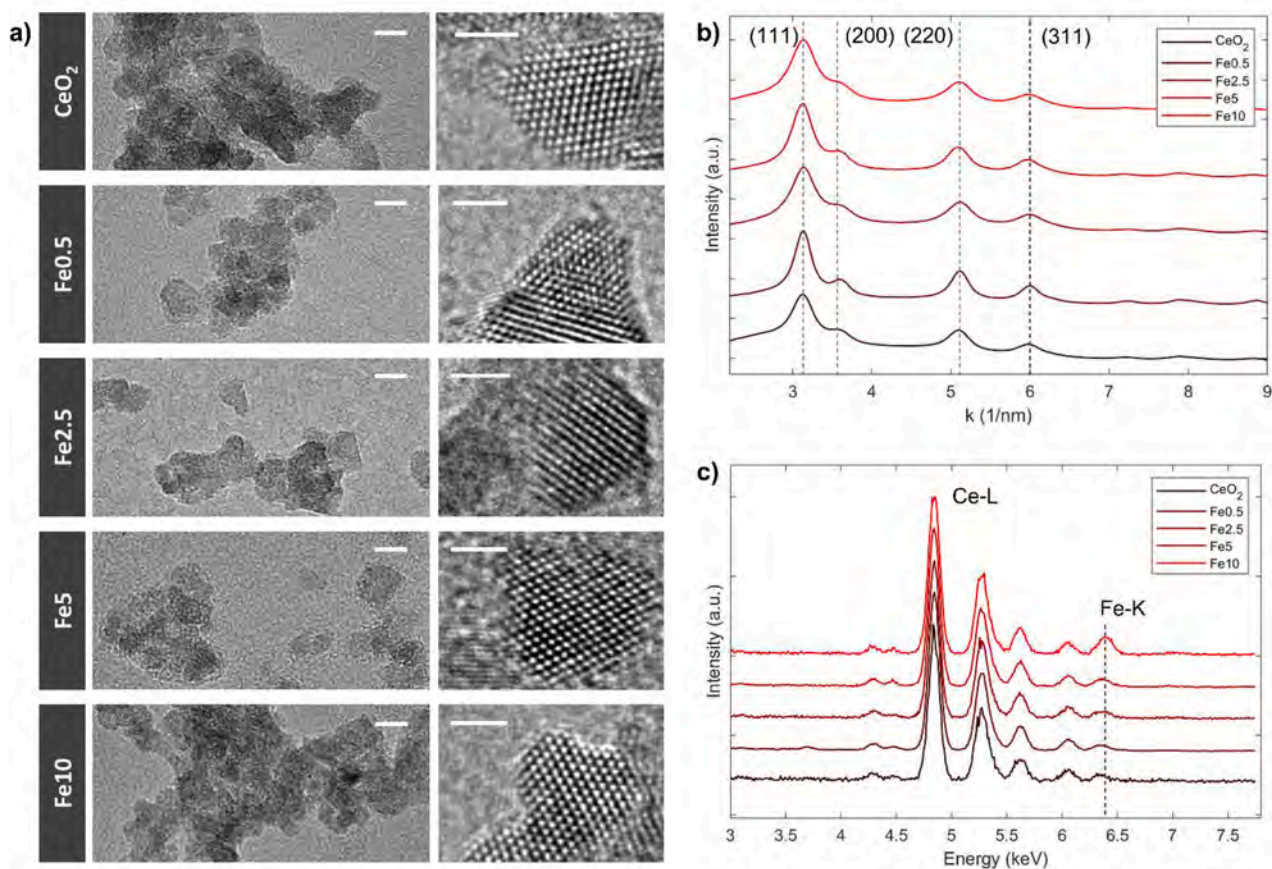 a)
CeO2
Fe0.5
Fe2.5
Fe5
Fe10
b)
(111)
(200)
(220)
(311)
CeO2
Fe0.5
Fe2.5
Fe5
Fe10
Intensity (a.u.)
3
4
5
6
7
8
9
k (1/nm)
c)
Ce-L
Fe-K
CeO2
Fe0.5
Fe2.5
Fe5
Fe10
Intensity (a.u.)
3
3.5
4
4.5
5
5.5
6
6.5
7
7.5
Energy (keV)